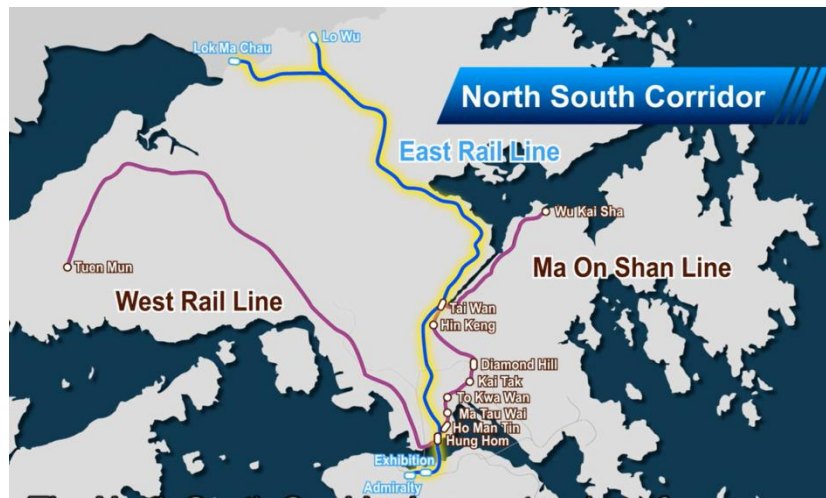 Lo Wu
Lok Ma Chau
North South Corridor
East Rail Line
Wu Kai Sha
Tuen Mun
Ma On Shan Line
West Rail Line
Tai Wan
Hin Keng
Diamond Hill
Kai Tak
To Kwa Wan
Ma Tau Wai
Ho Man Tin
Hung Hom
Exhibition
Admiralty